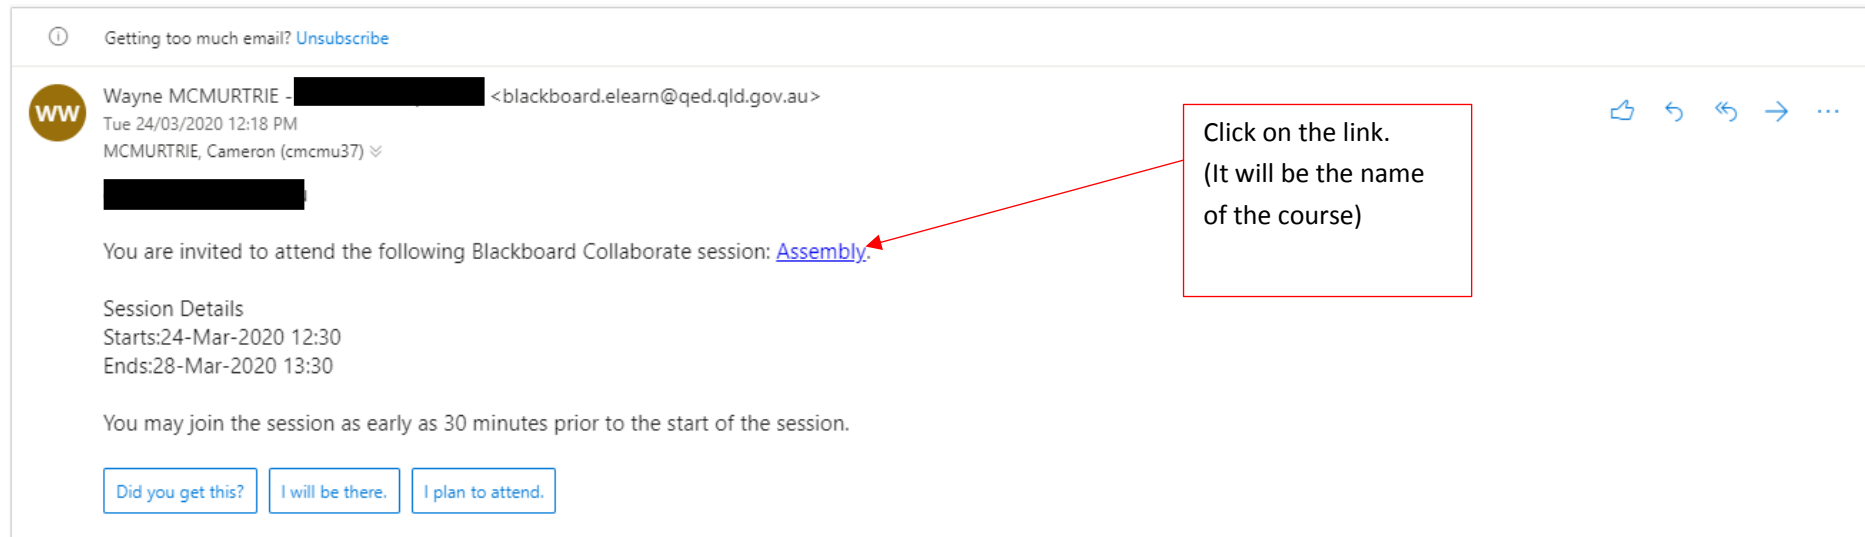 Getting too much email? Unsubscribe
WW
Wayne MCMURTRIE - <blackboard.elearn@qed.qld.gov.au>
Tue 24/03/2020 12:18 PM
MCMURTRIE, Cameron (cmcmu37)
You are invited to attend the following Blackboard Collaborate session: Assembly.
Session Details
Starts:24-Mar-2020 12:30
Ends:28-Mar-2020 13:30
You may join the session as early as 30 minutes prior to the start of the session.
Did you get this? I will be there. I plan to attend.
Click on the link.
(It will be the name
of the course)